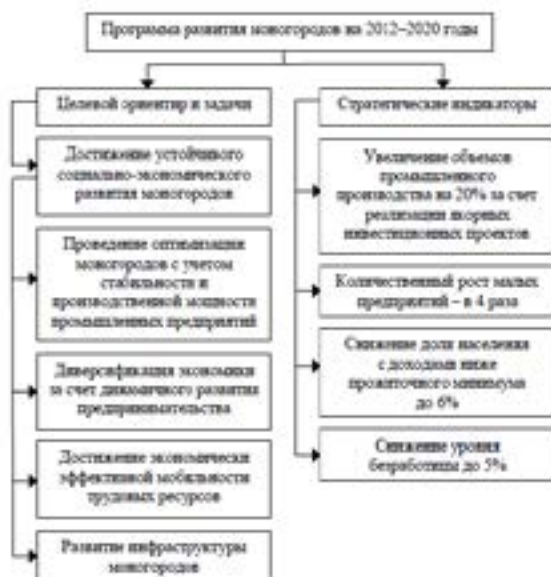 Программа развития моногородов на 2012–2020 годы
Целевой ориентир и задачи
Достижение устойчивого
социально-экономического
развития моногородов
Проведение оптимизации
моногородов с учетом
стабильности и
производственной мощности
промышленных предприятий
Диверсификация экономики
за счет динамичного развития
предпринимательства
Достижение экономически
эффективной мобильности
трудовых ресурсов
Развитие инфраструктуры
моногородов
Стратегические индикаторы
Увеличение объемов
промышленного
производства на 20% за счет
реализации якорных
инвестиционных проектов
Количественный рост малых
предприятий – в 4 раза
Снижение доли населения
с доходами ниже
прожиточного минимума
до 6%
Снижение уровня
безработицы до 5%